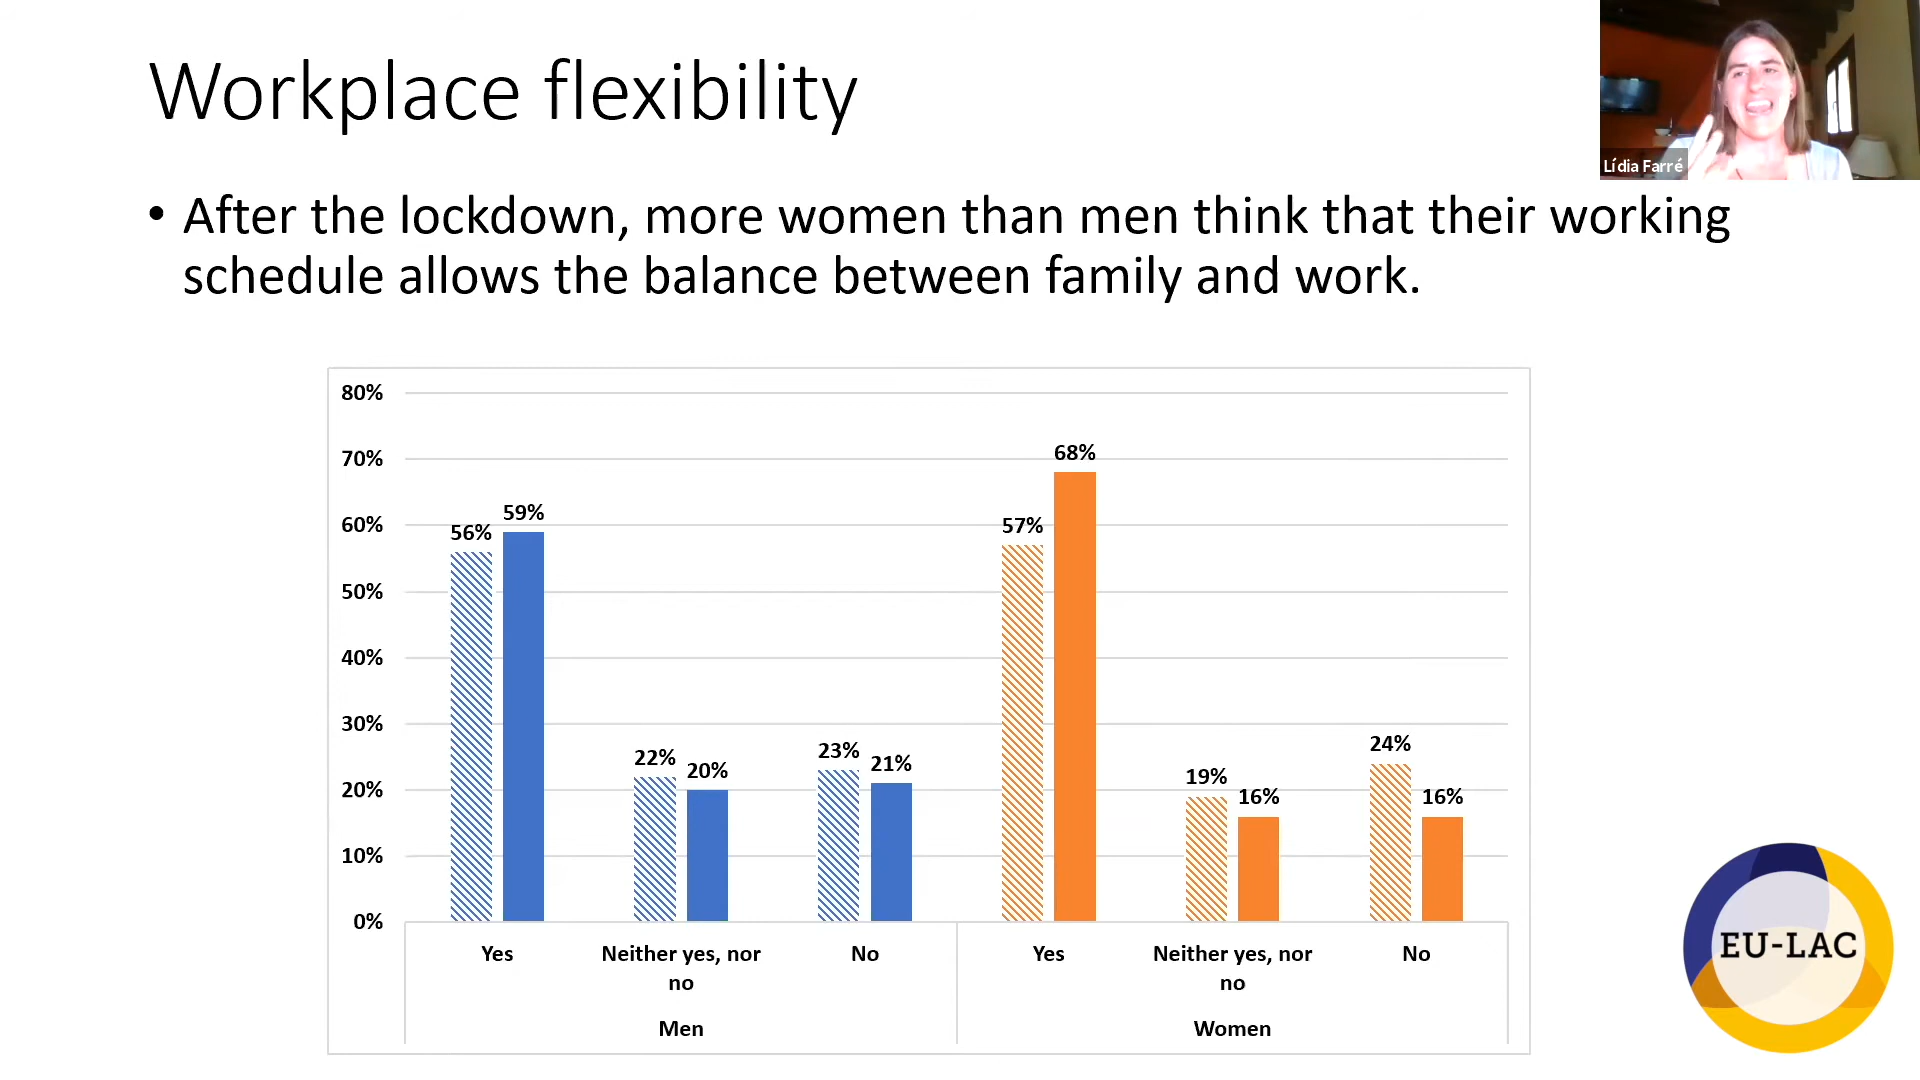 Workplace flexibility
Lídia Farré
• After the lockdown, more women than men think that their working
schedule allows the balance between family and work.
80%
70%
60%
50%
40%
30%
20%
10%
0%
56%
59%
22%
20%
23%
21%
57%
68%
19%
16%
24%
16%
Yes
Neither yes, nor
no
No
Yes
Neither yes, nor
no
No
Men
Women
EU-LAC